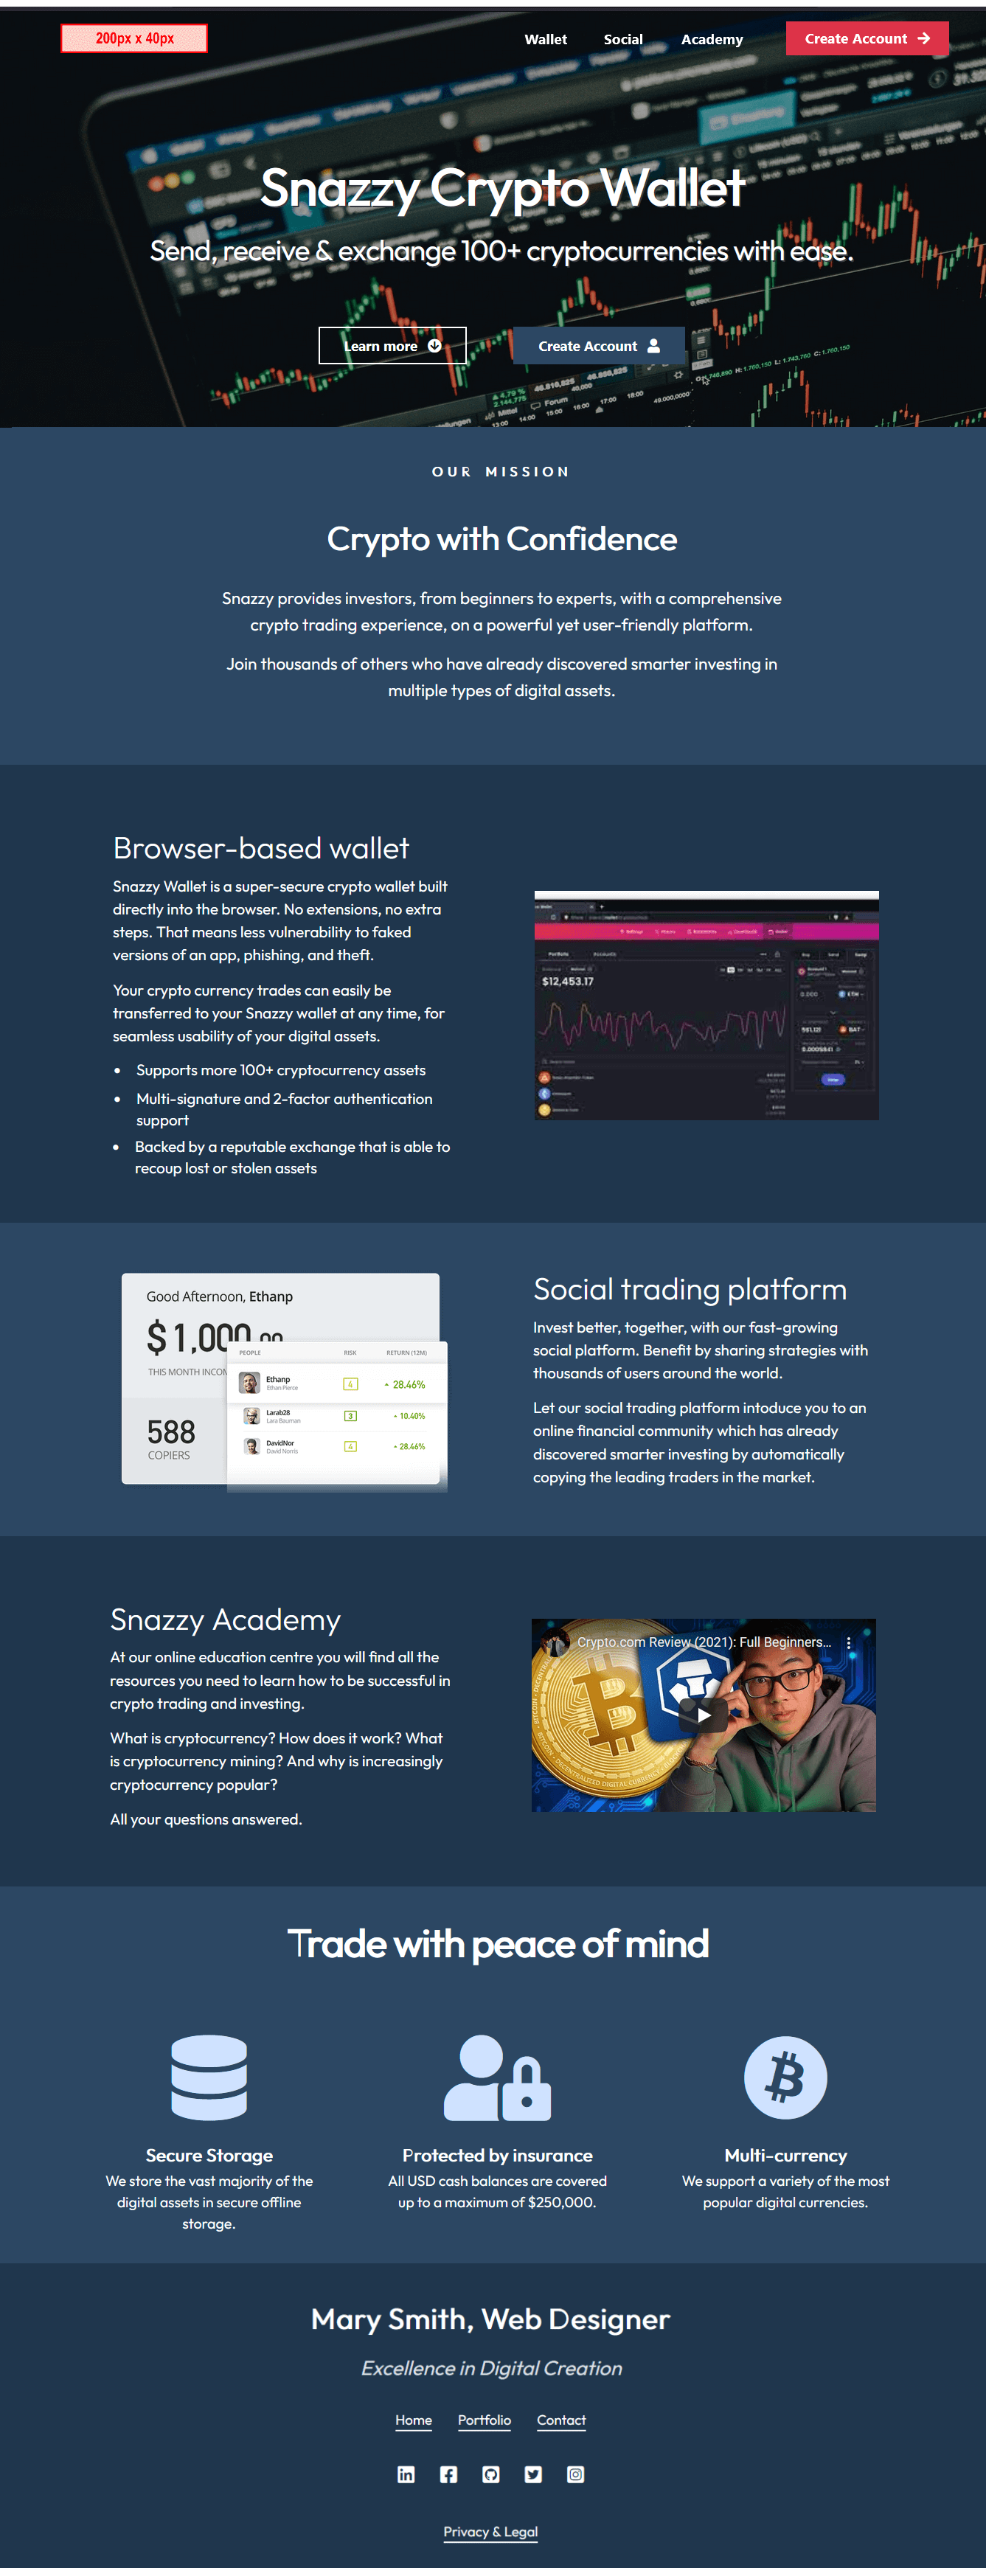 200px x 40px
Wallet Social Academy Create Account
Snazzy Crypto Wallet
Send, receive & exchange 100+ cryptocurrencies with ease.
Learn more Create Account
OUR MISSION
Crypto with Confidence
Snazzy provides investors, from beginners to experts, with a comprehensive
crypto trading experience, on a powerful yet user-friendly platform.
Join thousands of others who have already discovered smarter investing in
multiple types of digital assets.
Browser-based wallet
Snazzy Wallet is a super-secure crypto wallet built
directly into the browser. No extensions, no extra
steps. That means less vulnerability to faked
versions of an app, phishing, and theft.
Your crypto currency trades can easily be
transferred to your Snazzy wallet at any time, for
seamless usability of your digital assets.
• Supports more 100+ cryptocurrency assets
• Multi-signature and 2-factor authentication
support
• Backed by a reputable exchange that is able to
recoup lost or stolen assets
$12,453.17
ETH
BAT
Good Afternoon, Ethanp
$1,000.00
THIS MONTH INCOM
588
COPIERS
PEOPLE RISK RETURN (12M)
Ethanp
Ethan Pierce
4 28.46%
Larab28
Lara Bauman
3 10.40%
DavidNor
David Norris
4 28.46%
Social trading platform
Invest better, together, with our fast-growing
social platform. Benefit by sharing strategies with
thousands of users around the world.
Let our social trading platform intoduce you to an
online financial community which has already
discovered smarter investing by automatically
copying the leading traders in the market.
Snazzy Academy
At our online education centre you will find all the
resources you need to learn how to be successful in
crypto trading and investing.
What is cryptocurrency? How does it work? What
is cryptocurrency mining? And why is increasingly
cryptocurrency popular?
All your questions answered.
Crypto.com Review (2021): Full Beginners...
Trade with peace of mind
Secure Storage
We store the vast majority of the
digital assets in secure offline
storage.
Protected by insurance
All USD cash balances are covered
up to a maximum of $250,000.
Multi-currency
We support a variety of the most
popular digital currencies.
Mary Smith, Web Designer
Excellence in Digital Creation
Home Portfolio Contact
Privacy & Legal